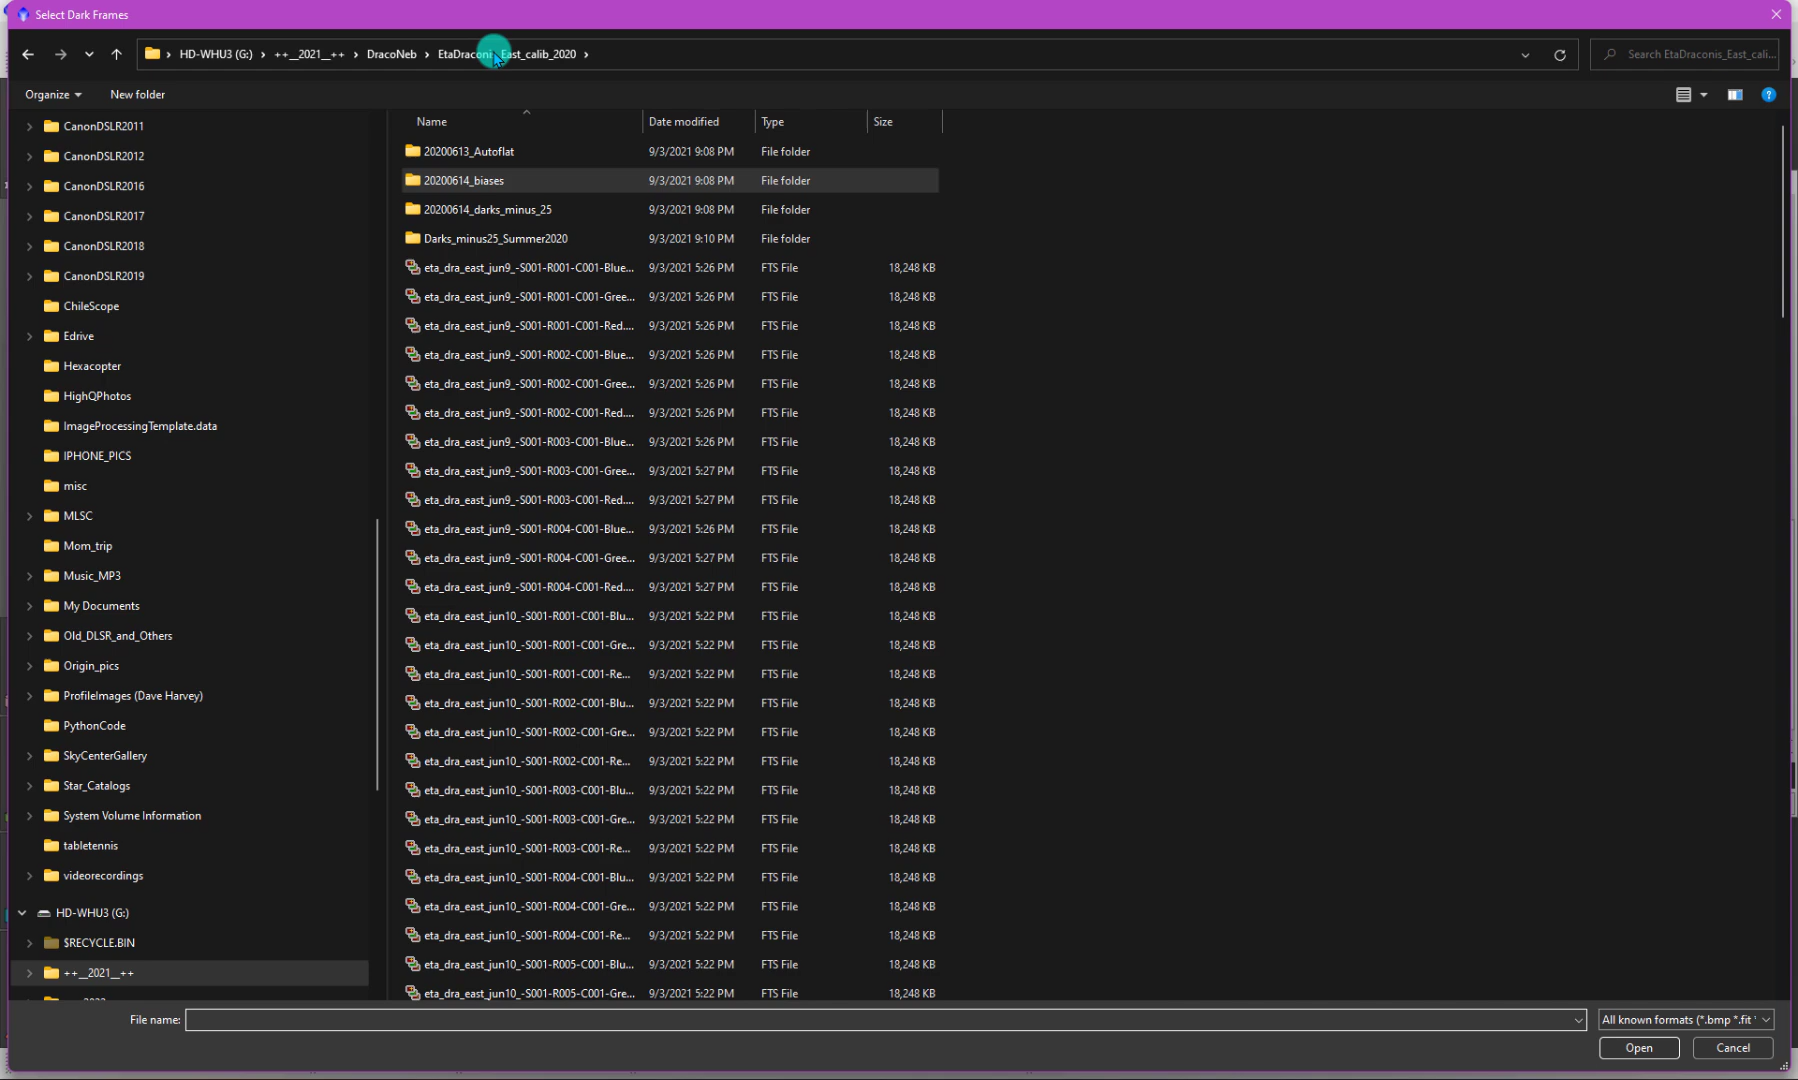 Select Dark Frames
HD-WHU3 (G:) ++_2021_++ DracoNeb EtaDraconis_East_calib_2020
Search EtaDraconis_East_cali...
Organize New folder
CanonDSLR2011
CanonDSLR2012
CanonDSLR2016
CanonDSLR2017
CanonDSLR2018
CanonDSLR2019
ChileScope
Edrive
Hexacopter
HighQPhotos
ImageProcessingTemplate.data
IPHONE_PICS
misc
MLSC
Mom_trip
Music_MP3
My Documents
Old_DLSR_and_Others
Origin_pics
ProfileImages (Dave Harvey)
PythonCode
SkyCenterGallery
Star_Catalogs
System Volume Information
tabletennis
videorecordings
HD-WHU3 (G:)
$RECYCLE.BIN
++_2021_++
Name Date modified Type Size
20200613_Autoflat 9/3/2021 9:08 PM File folder
20200614_biases 9/3/2021 9:08 PM File folder
20200614_darks_minus_25 9/3/2021 9:08 PM File folder
Darks_minus25_Summer2020 9/3/2021 9:10 PM File folder
eta_dra_east_jun9_-S001-R001-C001-Blue... 9/3/2021 5:26 PM FTS File 18,248 KB
eta_dra_east_jun9_-S001-R001-C001-Gree... 9/3/2021 5:26 PM FTS File 18,248 KB
eta_dra_east_jun9_-S001-R001-C001-Red.... 9/3/2021 5:26 PM FTS File 18,248 KB
eta_dra_east_jun9_-S001-R002-C001-Blue... 9/3/2021 5:26 PM FTS File 18,248 KB
eta_dra_east_jun9_-S001-R002-C001-Gree... 9/3/2021 5:26 PM FTS File 18,248 KB
eta_dra_east_jun9_-S001-R002-C001-Red.... 9/3/2021 5:26 PM FTS File 18,248 KB
eta_dra_east_jun9_-S001-R003-C001-Blue... 9/3/2021 5:26 PM FTS File 18,248 KB
eta_dra_east_jun9_-S001-R003-C001-Gree... 9/3/2021 5:27 PM FTS File 18,248 KB
eta_dra_east_jun9_-S001-R003-C001-Red.... 9/3/2021 5:27 PM FTS File 18,248 KB
eta_dra_east_jun9_-S001-R004-C001-Blue... 9/3/2021 5:26 PM FTS File 18,248 KB
eta_dra_east_jun9_-S001-R004-C001-Gree... 9/3/2021 5:27 PM FTS File 18,248 KB
eta_dra_east_jun9_-S001-R004-C001-Red.... 9/3/2021 5:27 PM FTS File 18,248 KB
eta_dra_east_jun10_-S001-R001-C001-Blu... 9/3/2021 5:22 PM FTS File 18,248 KB
eta_dra_east_jun10_-S001-R001-C001-Gre... 9/3/2021 5:22 PM FTS File 18,248 KB
eta_dra_east_jun10_-S001-R001-C001-Re... 9/3/2021 5:22 PM FTS File 18,248 KB
eta_dra_east_jun10_-S001-R002-C001-Blu... 9/3/2021 5:22 PM FTS File 18,248 KB
eta_dra_east_jun10_-S001-R002-C001-Gre... 9/3/2021 5:22 PM FTS File 18,248 KB
eta_dra_east_jun10_-S001-R002-C001-Re... 9/3/2021 5:22 PM FTS File 18,248 KB
eta_dra_east_jun10_-S001-R003-C001-Blu... 9/3/2021 5:22 PM FTS File 18,248 KB
eta_dra_east_jun10_-S001-R003-C001-Gre... 9/3/2021 5:22 PM FTS File 18,248 KB
eta_dra_east_jun10_-S001-R003-C001-Re... 9/3/2021 5:22 PM FTS File 18,248 KB
eta_dra_east_jun10_-S001-R004-C001-Blu... 9/3/2021 5:22 PM FTS File 18,248 KB
eta_dra_east_jun10_-S001-R004-C001-Gre... 9/3/2021 5:22 PM FTS File 18,248 KB
eta_dra_east_jun10_-S001-R004-C001-Re... 9/3/2021 5:22 PM FTS File 18,248 KB
eta_dra_east_jun10_-S001-R005-C001-Blu... 9/3/2021 5:22 PM FTS File 18,248 KB
eta_dra_east_jun10_-S001-R005-C001-Gre... 9/3/2021 5:22 PM FTS File 18,248 KB
File name:
All known formats (*.bmp *.fit *
Open Cancel